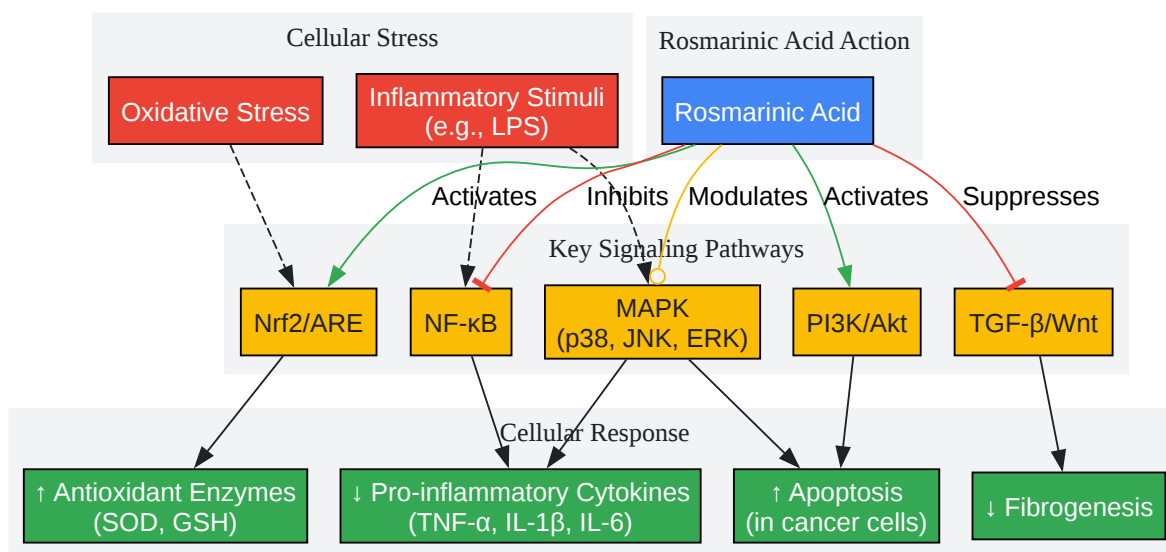 Cellular Stress
Rosmarinic Acid Action
Oxidative Stress
Inflammatory Stimuli
(e.g., LPS)
Rosmarinic Acid
Activates
Inhibits
Modulates
Activates
Suppresses
Key Signaling Pathways
Nrf2/ARE
NF-κB
MAPK
(p38, JNK, ERK)
PI3K/Akt
TGF-β/Wnt
Cellular Response
↑ Antioxidant Enzymes
(SOD, GSH)
↓ Pro-inflammatory Cytokines
(TNF-α, IL-1β, IL-6)
↑ Apoptosis
(in cancer cells)
↓ Fibrogenesis